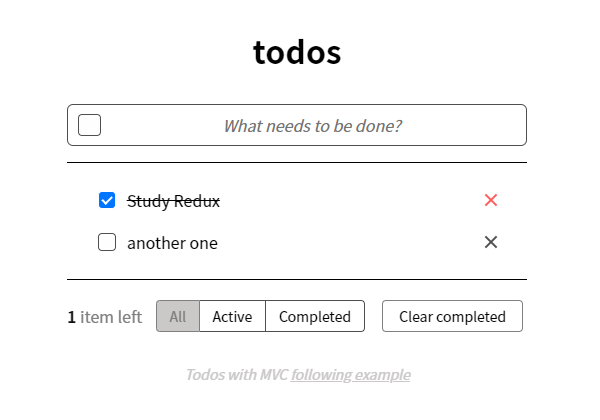 todos
What needs to be done?
Study Redux
another one
1 item left All Active Completed Clear completed
Todos with MVC following example